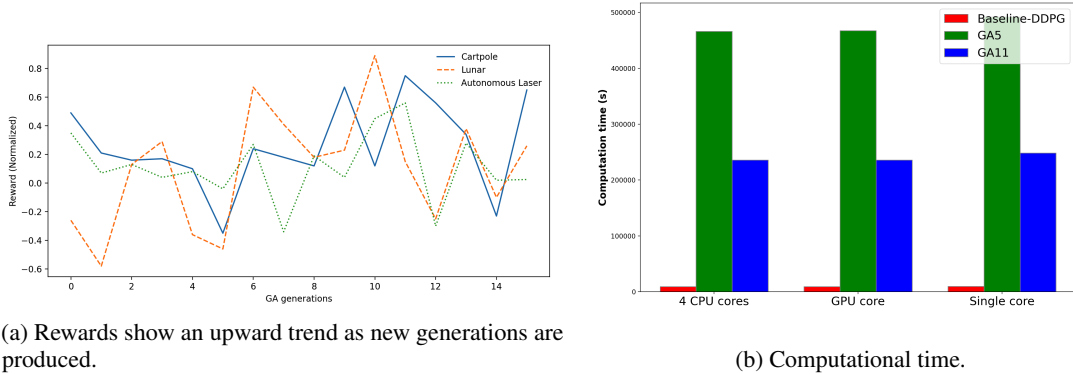 0.8
0.6
0.4
0.2
0.0
−0.2
−0.4
−0.6
Reward (Normalized)
Cartpole
Lunar
Autonomous Laser
0 2 4 6 8 10 12 14
GA generations
(a) Rewards show an upward trend as new generations are
produced.
500000
400000
300000
200000
100000
0
Computation time (s)
Baseline-DDPG
GA5
GA11
4 CPU cores GPU core Single core
(b) Computational time.